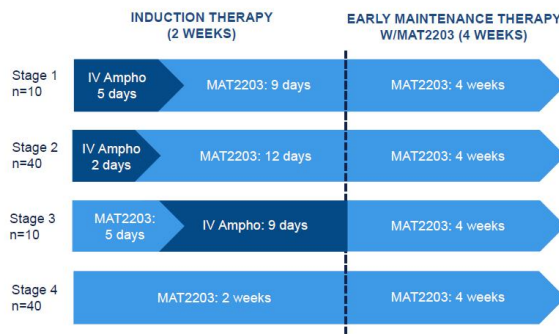 INDUCTION THERAPY
(2 WEEKS)
EARLY MAINTENANCE THERAPY
W/MAT2203 (4 WEEKS)
Stage 1
n=10
IV Ampho
5 days
MAT2203: 9 days
MAT2203: 4 weeks
Stage 2
n=40
IV Ampho
2 days
MAT2203: 12 days
MAT2203: 4 weeks
Stage 3
n=10
MAT2203:
5 days
IV Ampho: 9 days
MAT2203: 4 weeks
Stage 4
n=40
MAT2203: 2 weeks
MAT2203: 4 weeks